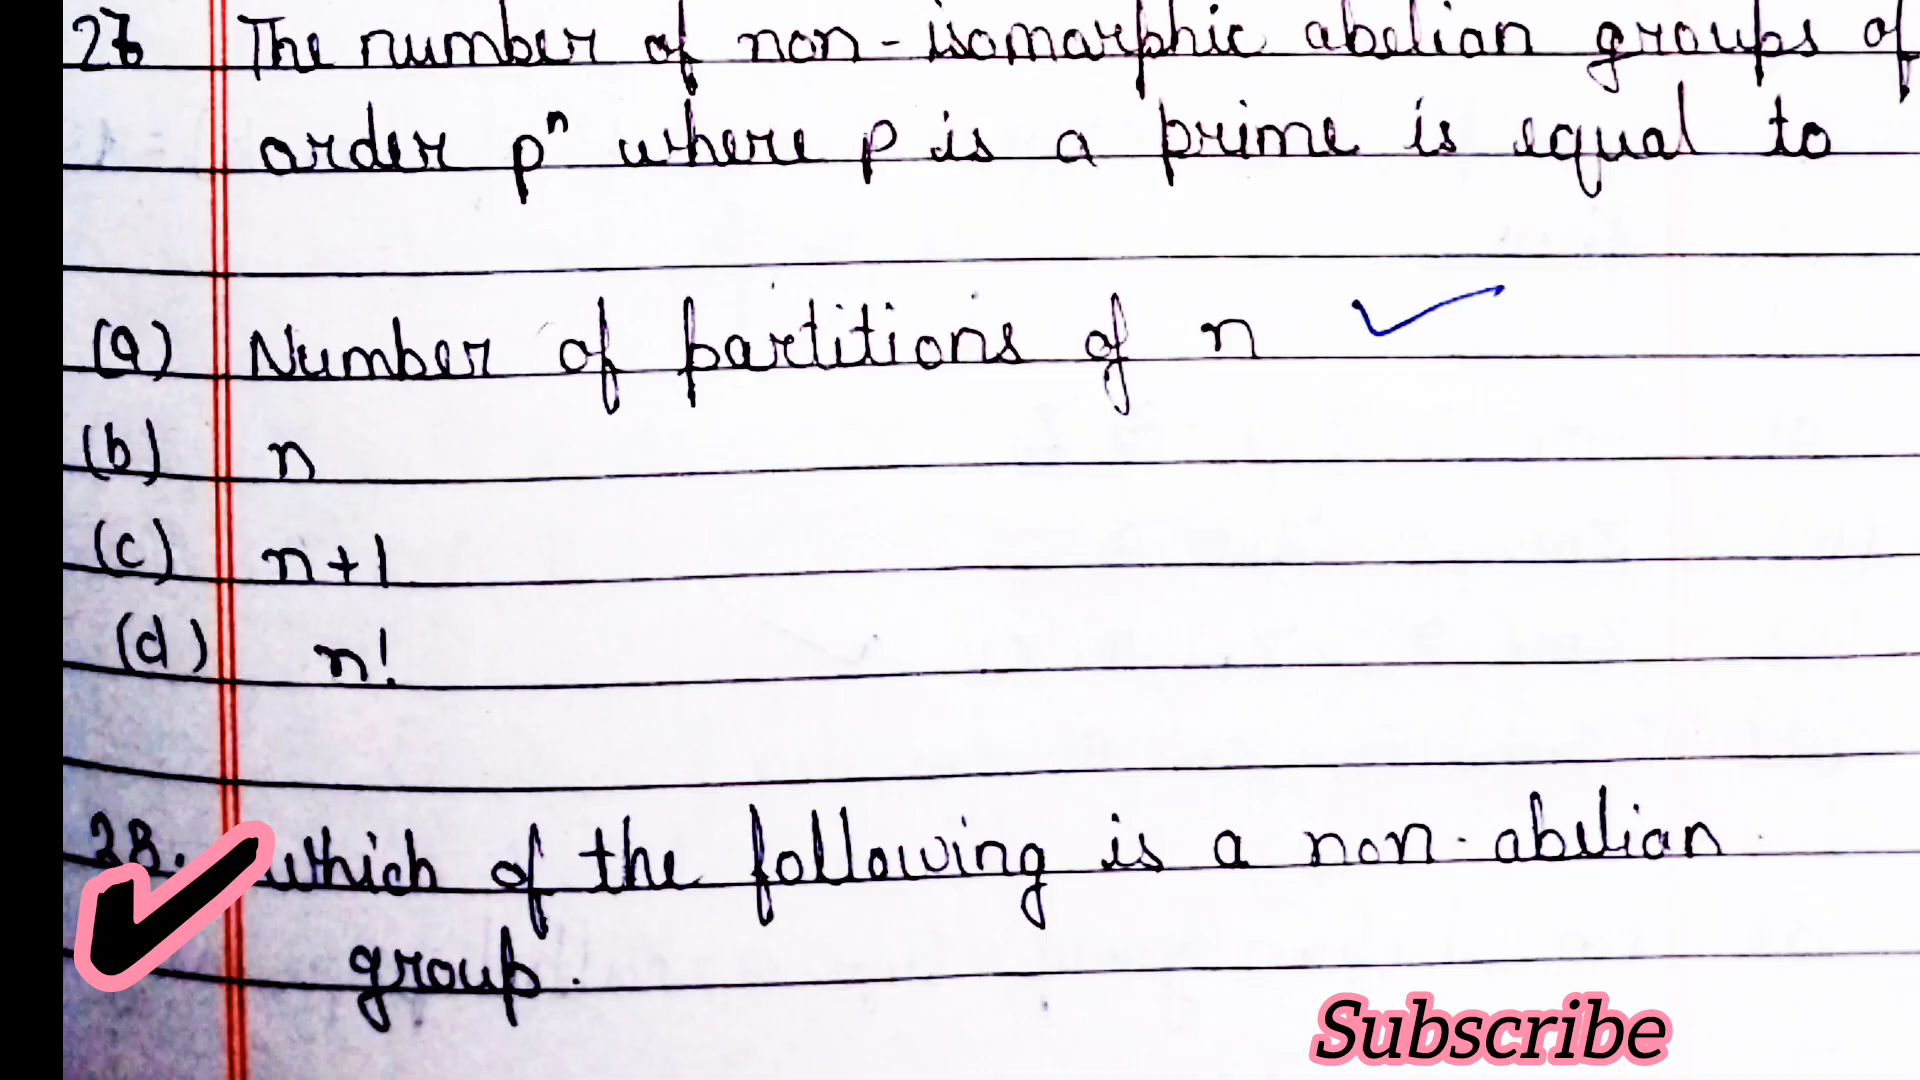 27 The number of non-isomorphic abelian groups of
order pⁿ where p is a prime is equal to
(a) Number of partitions of n
(b) n
(c) n+1
(d) n!
28. which of the following is a non-abelian
group.
Subscribe